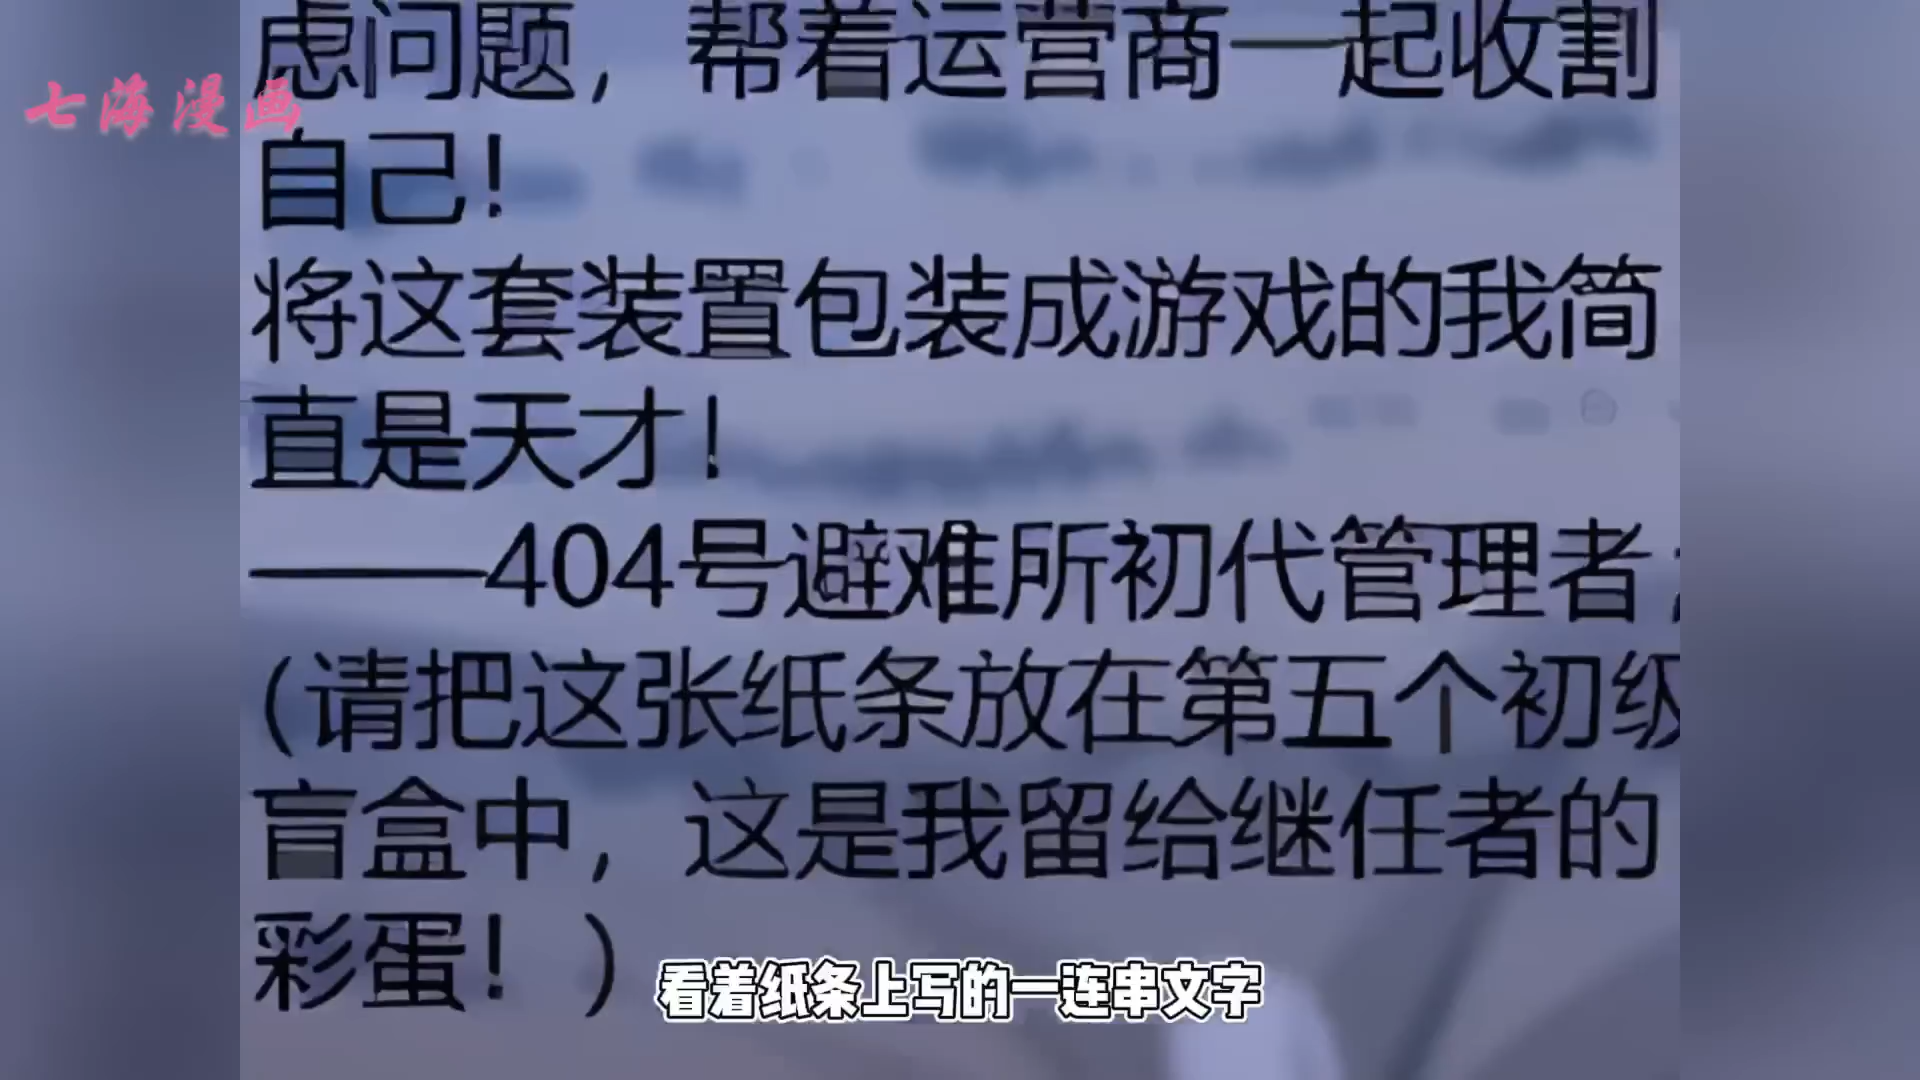 虑问题，帮着运营商一起收割
七海漫画
自己！
将这套装置包装成游戏的我简
直是天才！
——404号避难所初代管理者
(请把这张纸条放在第五个初级
盲盒中，这是我留给继任者的
彩蛋！)
看着纸条上写的一连串文字